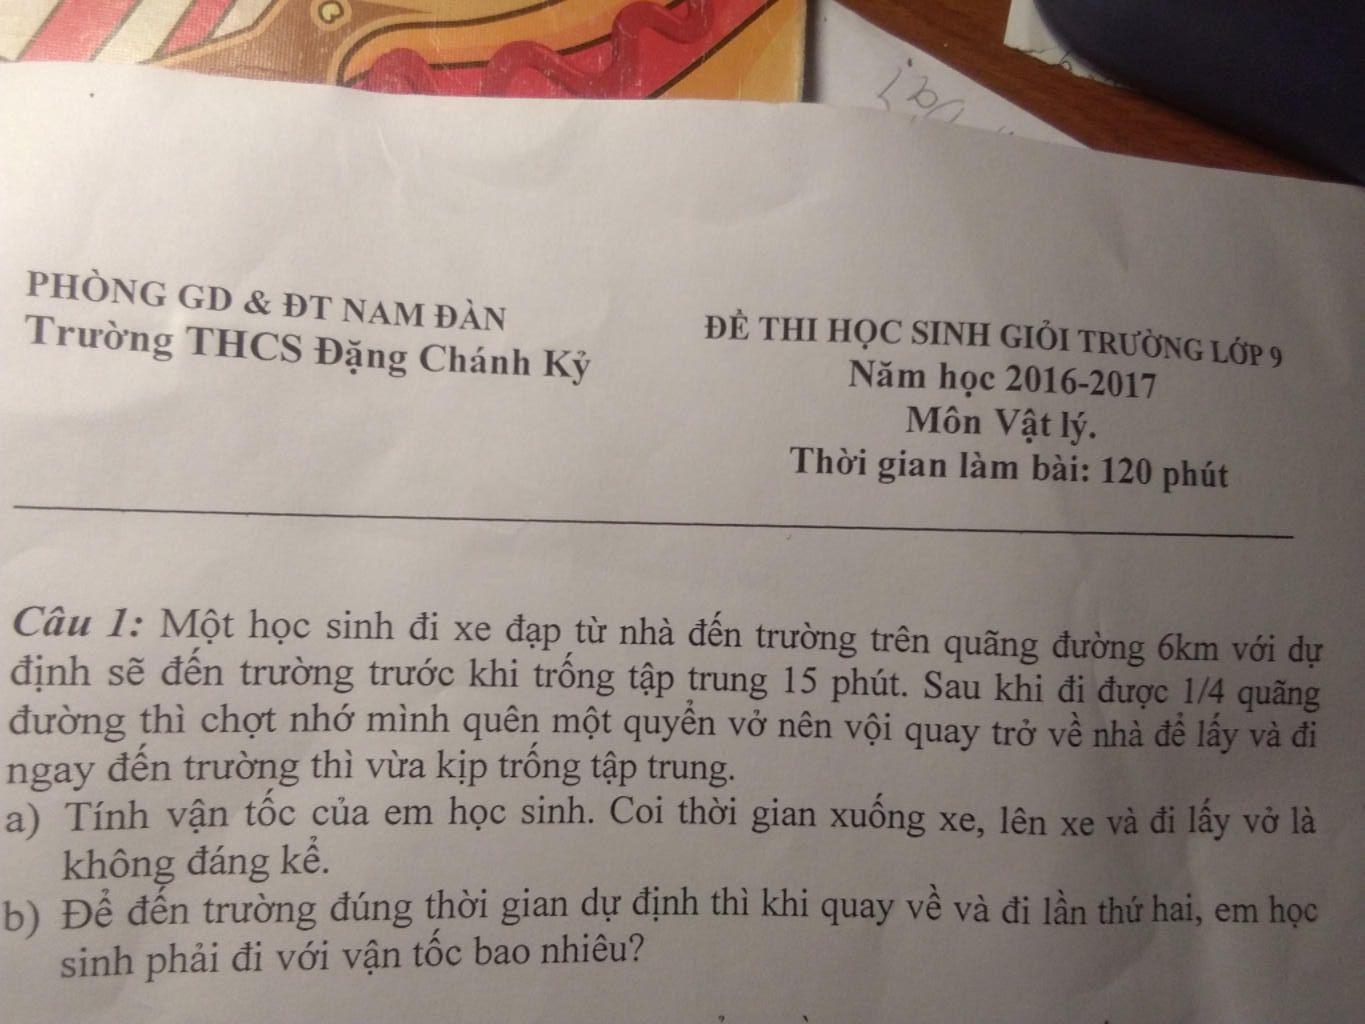 PHÒNG GD & ĐT NAM ĐÀN
Trường THCS Đặng Chánh Kỷ
ĐỀ THI HỌC SINH GIỎI TRƯỜNG LỚP 9
Năm học 2016-2017
Môn Vật lý.
Thời gian làm bài: 120 phút
Câu 1: Một học sinh đi xe đạp từ nhà đến trường trên quãng đường 6km với dự
định sẽ đến trường trước khi trống tập trung 15 phút. Sau khi đi được 1/4 quãng
đường thì chợt nhớ mình quên một quyển vở nên vội quay trở về nhà để lấy và đi
ngay đến trường thì vừa kịp trống tập trung.
a) Tính vận tốc của em học sinh. Coi thời gian xuống xe, lên xe và đi lấy vở là
không đáng kể.
b) Để đến trường đúng thời gian dự định thì khi quay về và đi lần thứ hai, em học
sinh phải đi với vận tốc bao nhiêu?